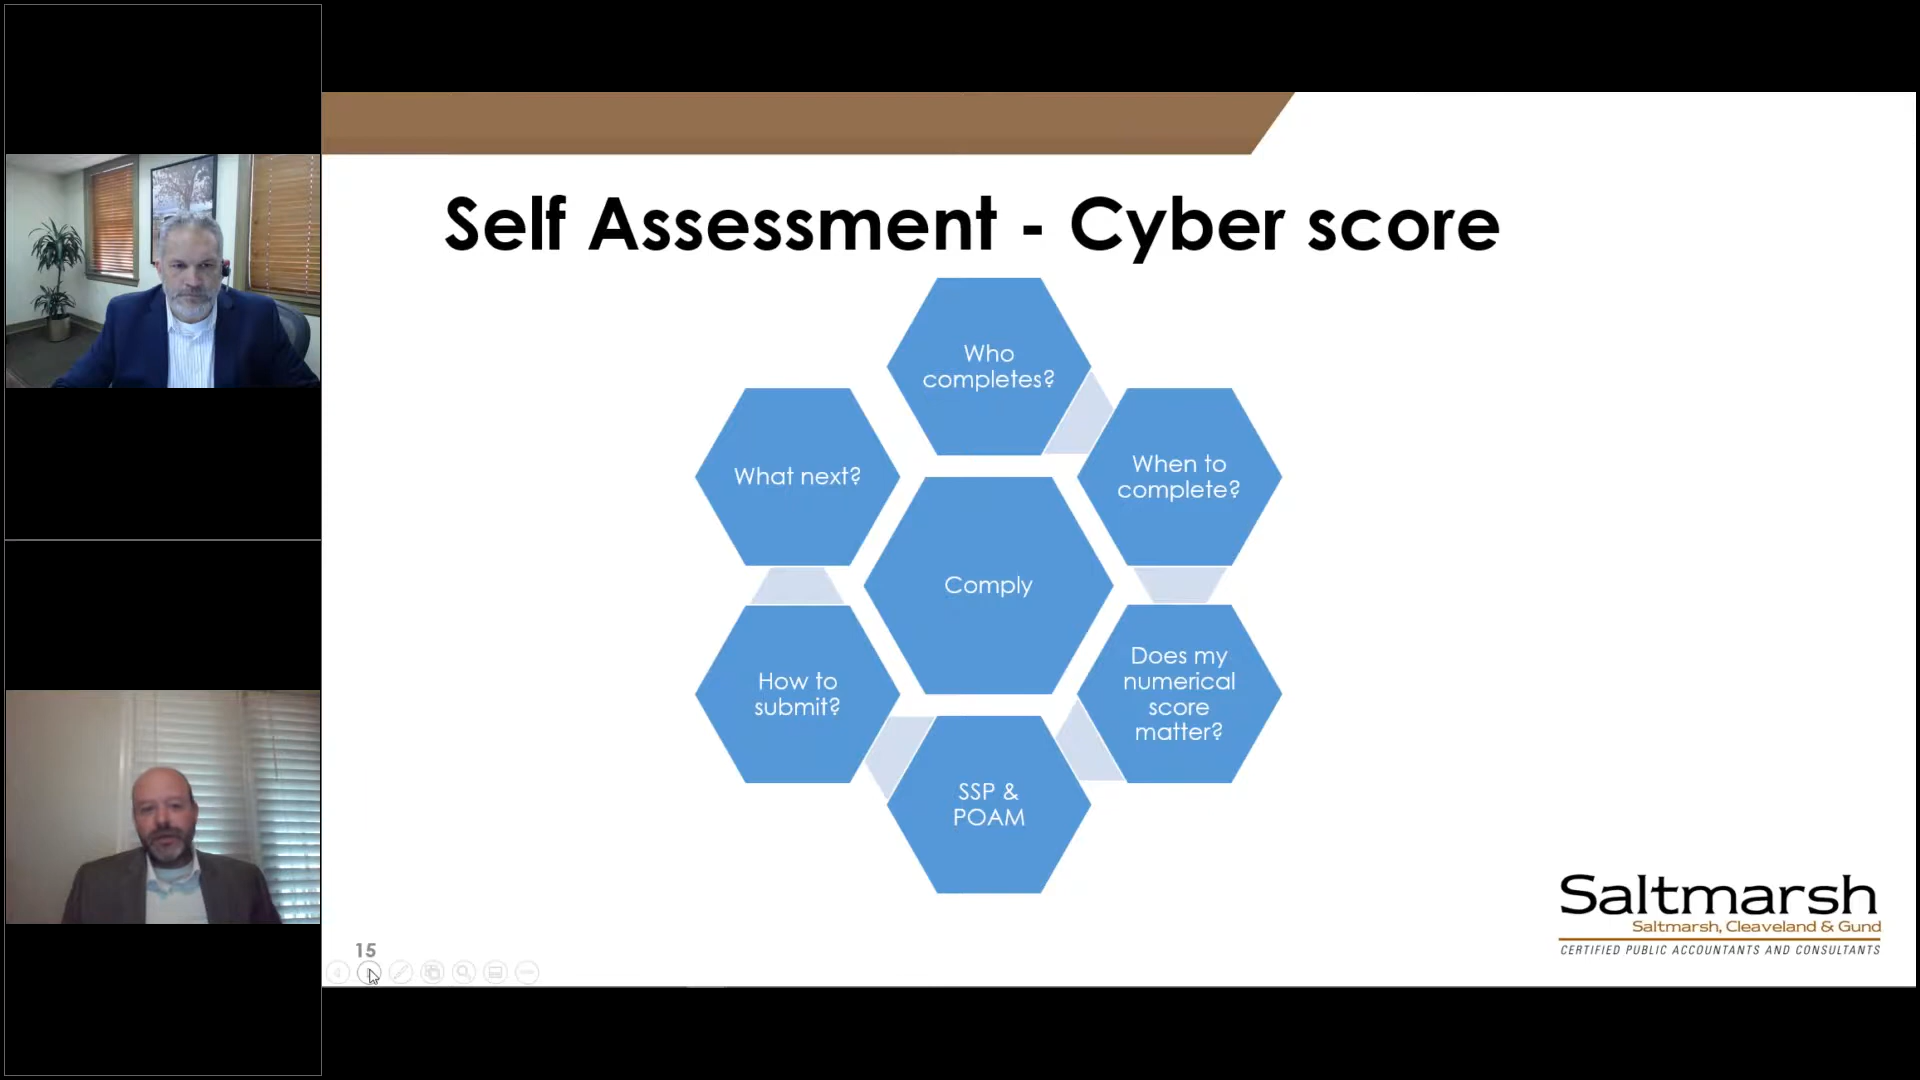 Self Assessment - Cyber score
Who
completes?
When to
complete?
Does my
numerical
score
matter?
SSP &
POAM
How to
submit?
What next?
Comply
Saltmarsh
Saltmarsh, Cleaveland & Gund
CERTIFIED PUBLIC ACCOUNTANTS AND CONSULTANTS
15